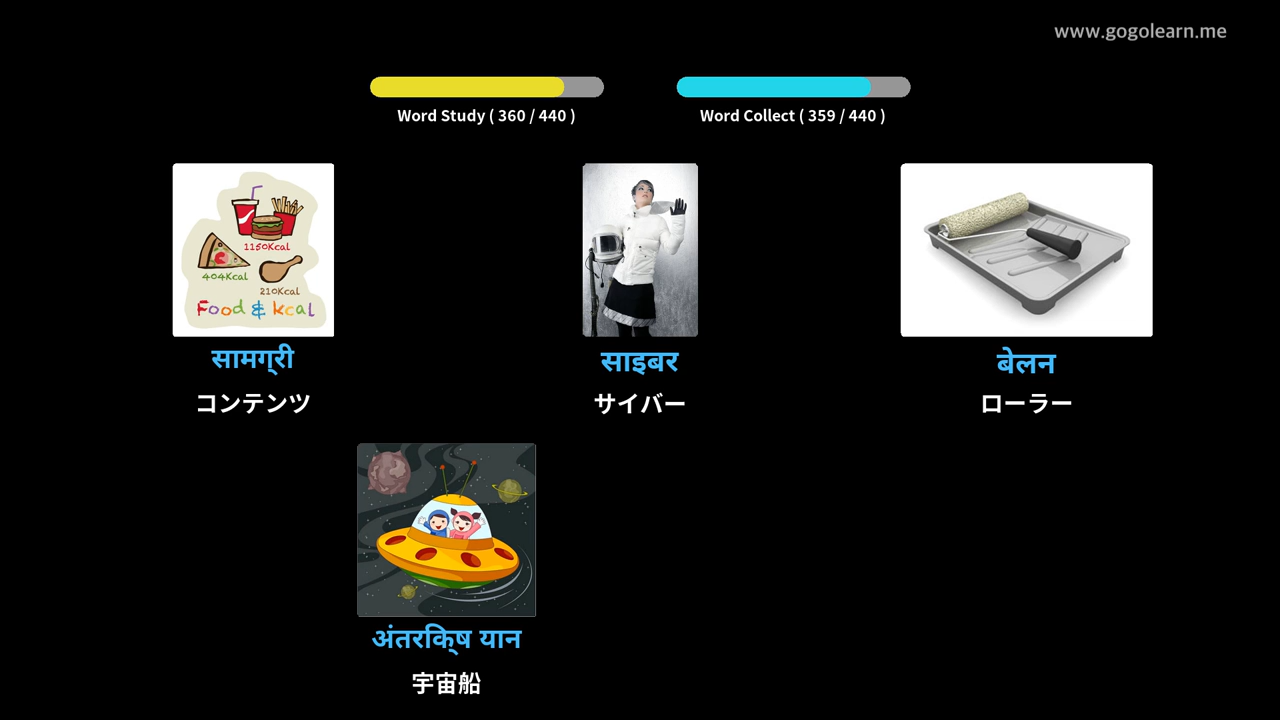 www.gogolearn.me
Word Study ( 360 / 440 )
Word Collect ( 359 / 440 )
1150Kcal
404Kcal
210Kcal
Food & kcal
सामग्री
साइबर
बेलन
コンテンツ
サイバー
ローラー
अंतरक्षि यान
宇宙船